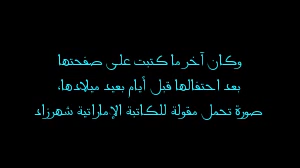 وكان آخر ما كتبت على صفحتها
بعد احتفالها قبل أيام بعيد ميلادها،
صورة تحمل مقولة للكاتبة الإماراتية شهرزاد